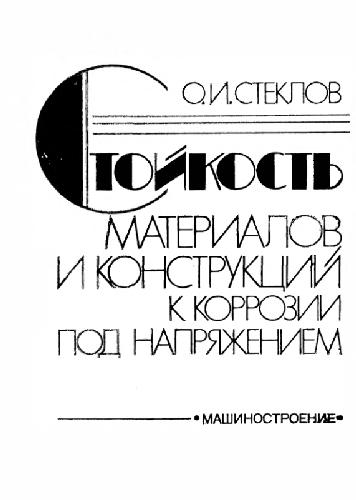 О.И.СТЕКЛОВ
СТОЙКОСТЬ
МАТЕРИАЛОВ
И КОНСТРУКЦИЙ
К КОРРОЗИИ
ПОД НАПРЯЖЕНИЕМ
•МАШИНОСТРОЕНИЕ•